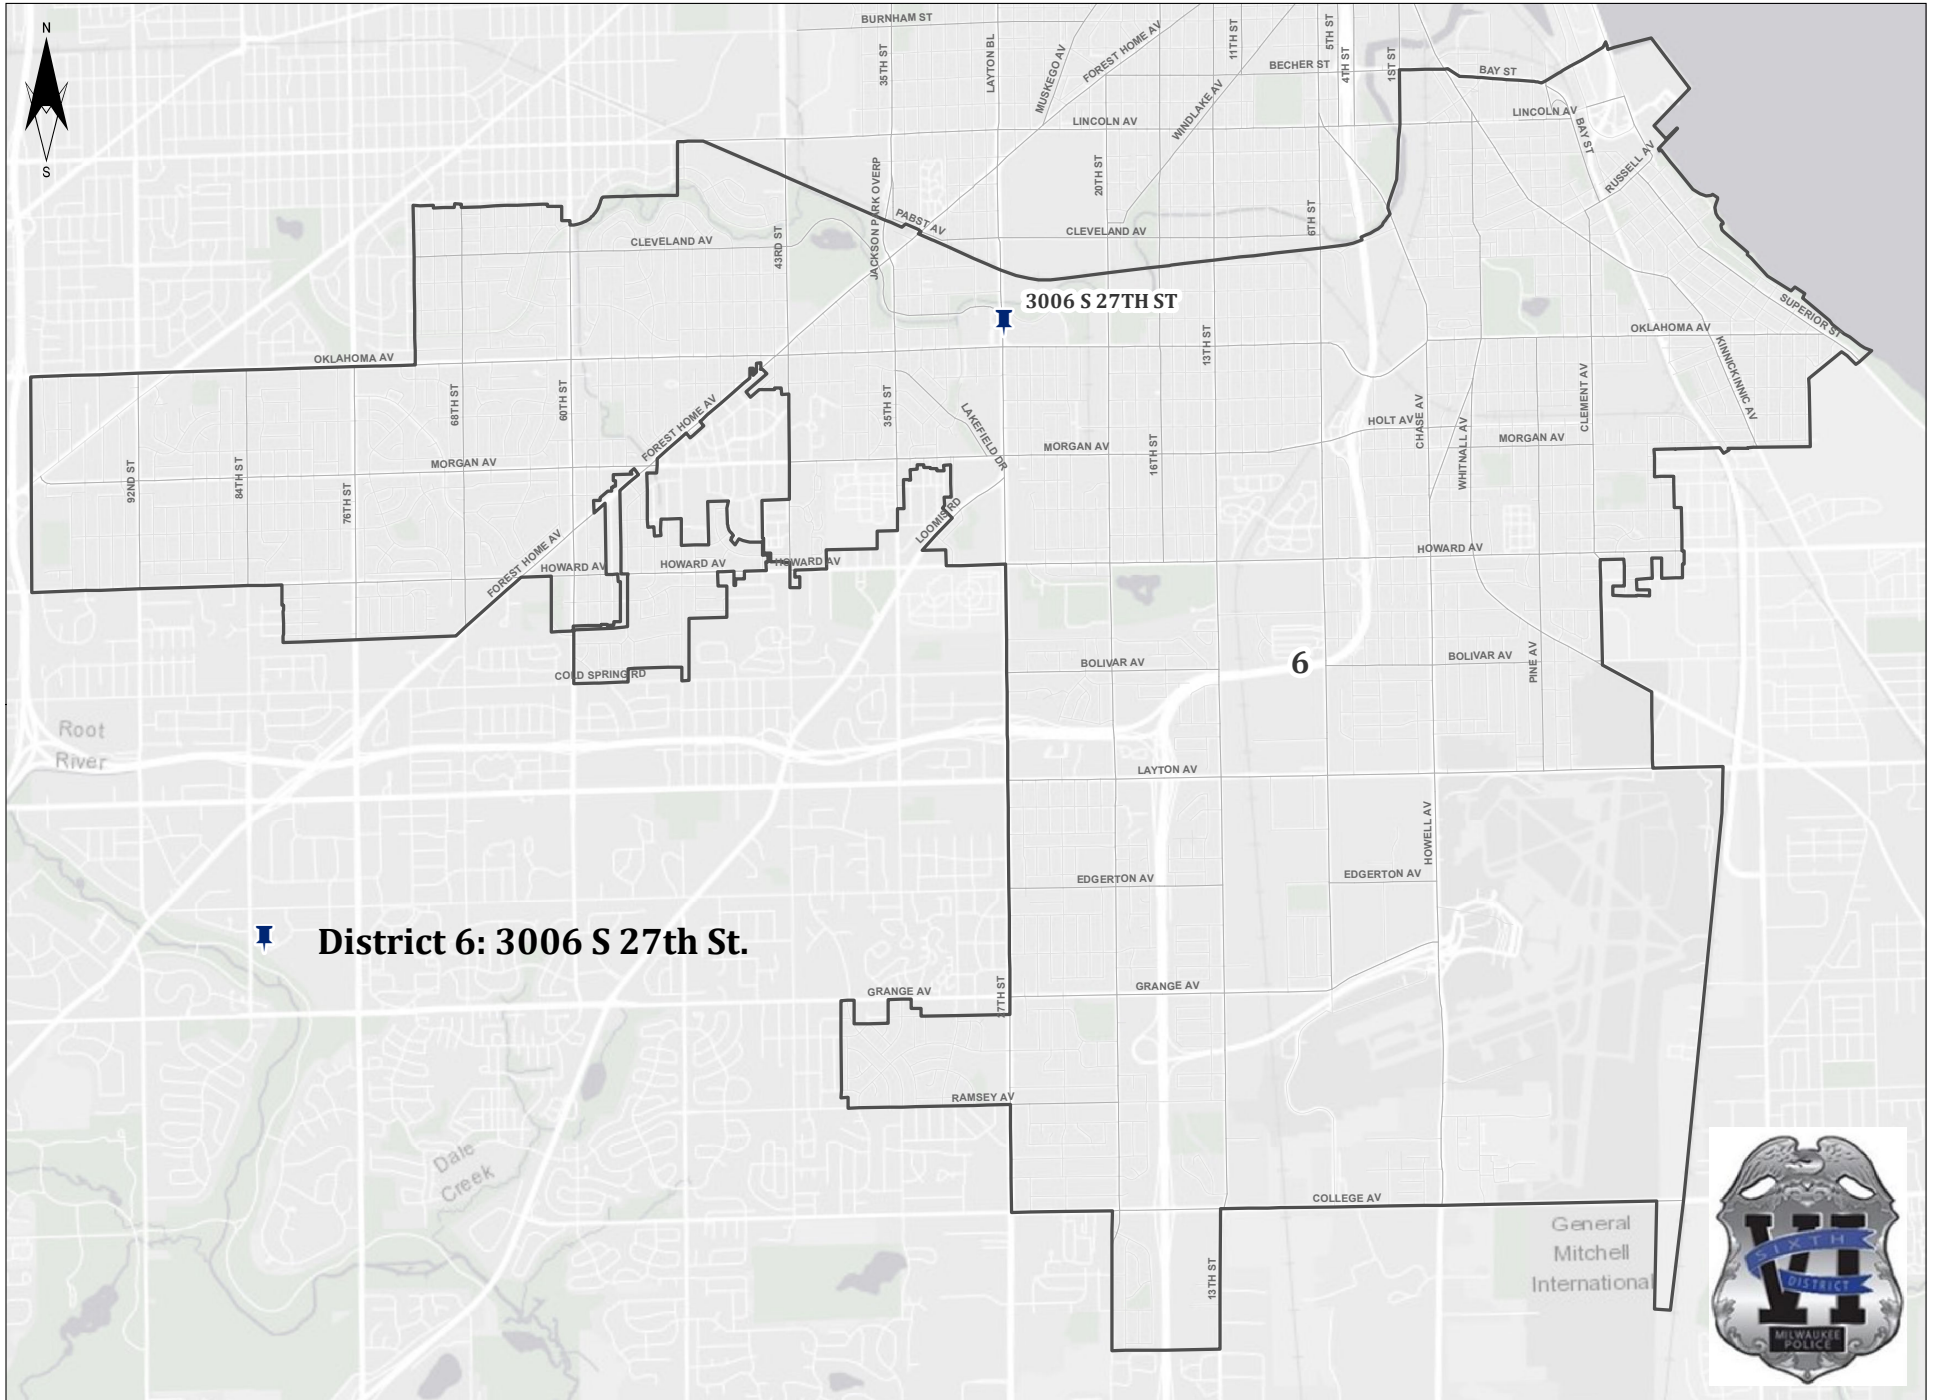 N
S
BURNHAM ST
35TH ST
LAYTON BL
MUSKEGO AV
FOREST HOME AV
11TH ST
5TH ST
4TH ST
1ST ST
BECHER ST
BAY ST
WINDLAKE AV
LINCOLN AV
LINCOLN AV
BAY ST
RUSSELL AV
20TH ST
JACKSON PARK OVERP
PABST AV
6TH ST
CLEVELAND AV
43RD ST
CLEVELAND AV
3006 S 27TH ST
SUPERIOR ST
OKLAHOMA AV
OKLAHOMA AV
13TH ST
KINNICKINNIC AV
68TH ST
60TH ST
35TH ST
CLEMENT AV
FOREST HOME AV
LAKEFIELD DR
HOLT AV
CHASE AV
WHITNALL AV
MORGAN AV
MORGAN AV
16TH ST
MORGAN AV
92ND ST
84TH ST
76TH ST
LOOMIS RD
FOREST HOME AV
HOWARD AV
HOWARD AV
HOWARD AV
HOWARD AV
6
BOLIVAR AV
BOLIVAR AV
PINE AV
COLD SPRING RD
Root
River
LAYTON AV
HOWELL AV
EDGERTON AV
EDGERTON AV
District 6: 3006 S 27th St.
GRANGE AV
27TH ST
GRANGE AV
RAMSEY AV
Dale
Creek
COLLEGE AV
General
Mitchell
International
13TH ST
VI
SIXTH
DISTRICT
MILWAUKEE
POLICE